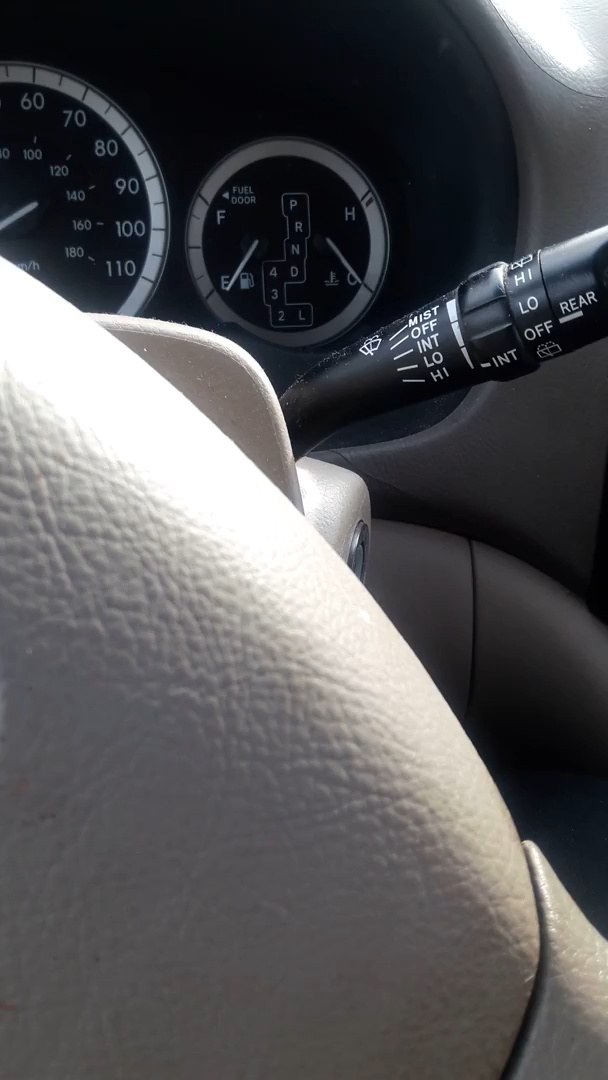 60
70
80
90
100
110
100
120
140
160
180
m/h
FUEL
DOOR
F
H
E
C
P
R
N
4 D
3
2 L
MIST
OFF
INT
LO
HI
HI
LO
OFF
INT
REAR